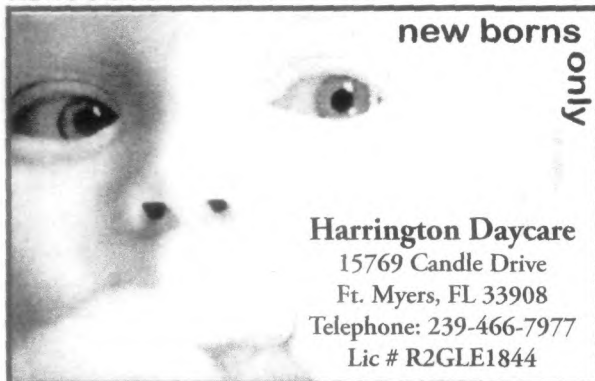 new borns
only
Harrington Daycare
15769 Candle Drive
Ft. Myers, FL 33908
Telephone: 239-466-7977
Lic # R2GLE1844